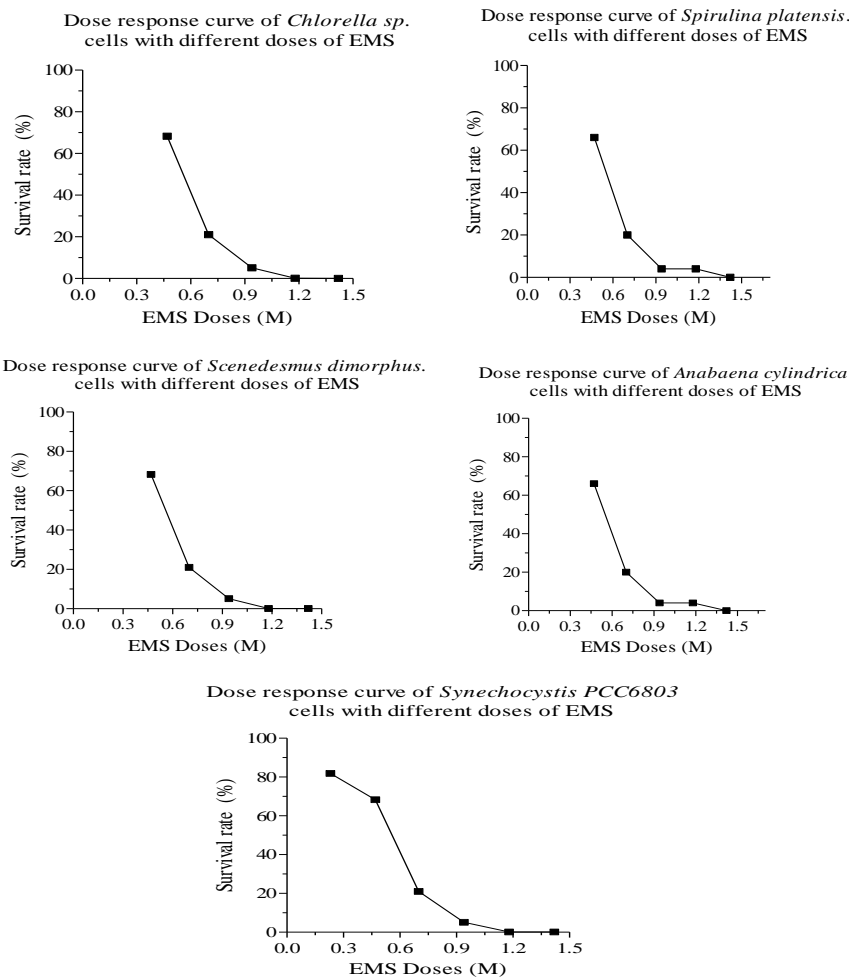 Dose response curve of Chlorella sp.
cells with different doses of EMS
100
80
60
40
20
0
Survival rate (%)
0.0 0.3 0.6 0.9 1.2 1.5
EMS Doses (M)
Dose response curve of Spirulina platensis.
cells with different doses of EMS
100
80
60
40
20
0
Survival rate (%)
0.0 0.3 0.6 0.9 1.2 1.5
EMS Doses (M)
Dose response curve of Scenedesmus dimorphus.
cells with different doses of EMS
100
80
60
40
20
0
Survival rate (%)
0.0 0.3 0.6 0.9 1.2 1.5
EMS Doses (M)
Dose response curve of Anabaena cylindrica
cells with different doses of EMS
100
80
60
40
20
0
Survival rate (%)
0.0 0.3 0.6 0.9 1.2 1.5
EMS Doses (M)
Dose response curve of Synechocystis PCC6803
cells with different doses of EMS
100
80
60
40
20
0
Survival rate (%)
0.0 0.3 0.6 0.9 1.2 1.5
EMS Doses (M)